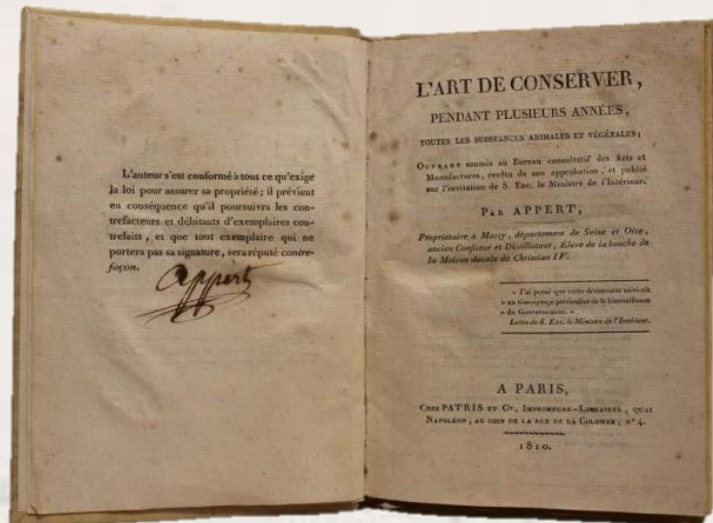 L'auteur s'est conformé à tout ce qu'exige
la loi pour assurer sa propriété ; il prévient
en conséquence qu'il poursuivra les con-
trefacteurs et débitants d'exemplaires con-
trefaits , et que tout exemplaire qui ne
portera pas sa signature , sera réputé contre-
façon.
Appert
L'ART DE CONSERVER ,
PENDANT PLUSIEURS ANNÉES,
TOUTES LES SUBSTANCES ANIMALES ET VÉGÉTALES ;
OUVRAGE soumis au Bureau consultatif des Arts et
Manufactures, revêtu de son approbation , et publié
sur l'invitation de S. Exc. le Ministre de l'Intérieur.
PAR APPERT,
Propriétaire à Massy , département de Seine et Oise,
ancien Confiseur et Distillateur , Élève de la bouche de
la Maison ducale de Christian IV.
« J'ai pensé que votre découverte méritait
» un témoignage particulier de la bienveillance
» du Gouvernement. »
Lettre de S. Exc. le Ministre de l'Intérieur.
A PARIS,
CHEZ PATRIS ET Cie, IMPRIMEURS-LIBRAIRES , QUAI
NAPOLÉON , AU COIN DE LA RUE DE LA COLOMBE ; N° 4.
1810.